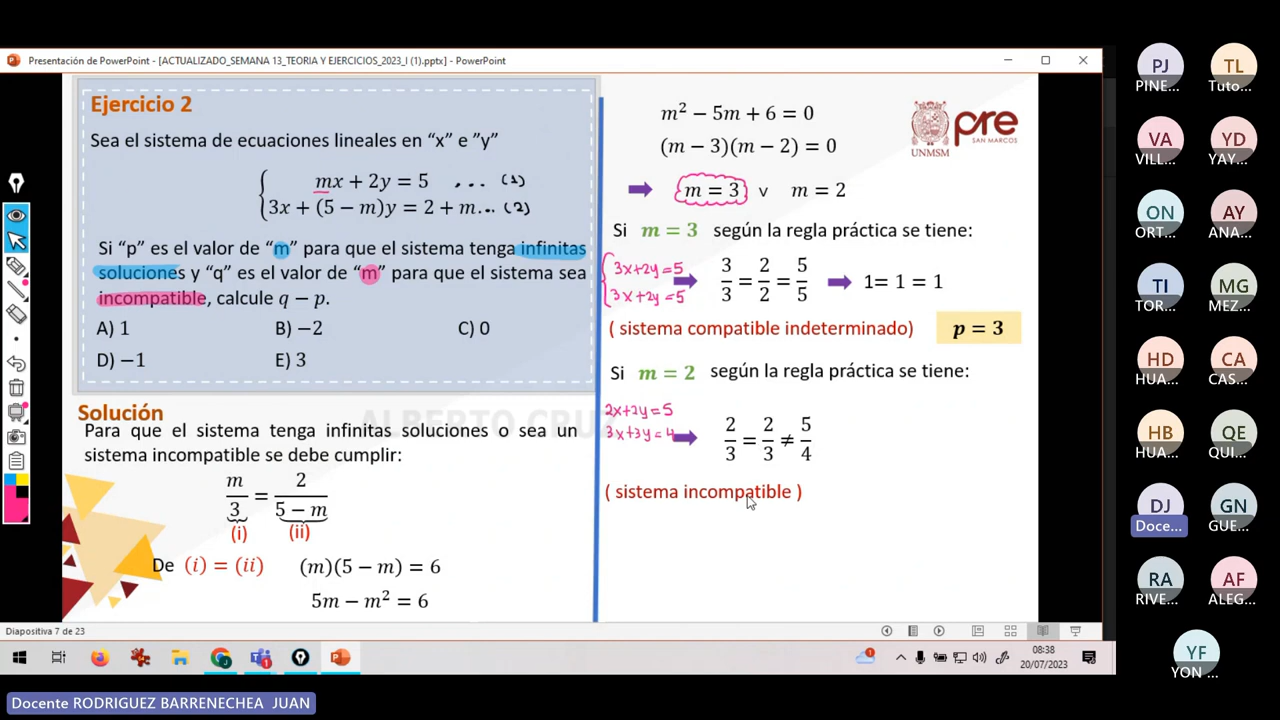 Presentación de PowerPoint - [ACTUALIZADO_SEMANA 13_TEORIA Y EJERCICIOS_2023_I (1).pptx] - PowerPoint
Ejercicio 2
Sea el sistema de ecuaciones lineales en “x” e ”y”
mx + 2y = 5 ... (1)
3x + (5 − m)y = 2 + m... (2)
Si “p” es el valor de “m” para que el sistema tenga infinitas
soluciones y “q” es el valor de “m” para que el sistema sea
incompatible, calcule q − p.
A) 1 B) −2 C) 0
D) −1 E) 3
Solución
Para que el sistema tenga infinitas soluciones o sea un
sistema incompatible se debe cumplir:
m/3 = 2/(5 − m)
(i) (ii)
De (i) = (ii) (m)(5 − m) = 6
5m − m² = 6
m² − 5m + 6 = 0
(m − 3)(m − 2) = 0
m = 3 v m = 2
UNMSM
pre
SAN MARCOS
Si m = 3 según la regla práctica se tiene:
3x+2y=5
3x+2y=5
3/3 = 2/2 = 5/5 1= 1 = 1
( sistema compatible indeterminado) p = 3
Si m = 2 según la regla práctica se tiene:
2x+2y=5
3x+3y=4
2/3 = 2/3 ≠ 5/4
( sistema incompatible )
ALBERTO CRUZ
Diapositiva 7 de 23
08:38
20/07/2023
Docente RODRIGUEZ BARRENECHEA JUAN
PJ TL
PINE... Tuto...
VA YD
VILL... YAY...
ON AY
ORT... ANA...
TI MG
INF... MEZ...
HD CA
HUA... CAS...
HB QE
HUA... QUI...
DJ GN
Doce... GUE...
RA AF
RIVE... ALEG...
YF
YON ...